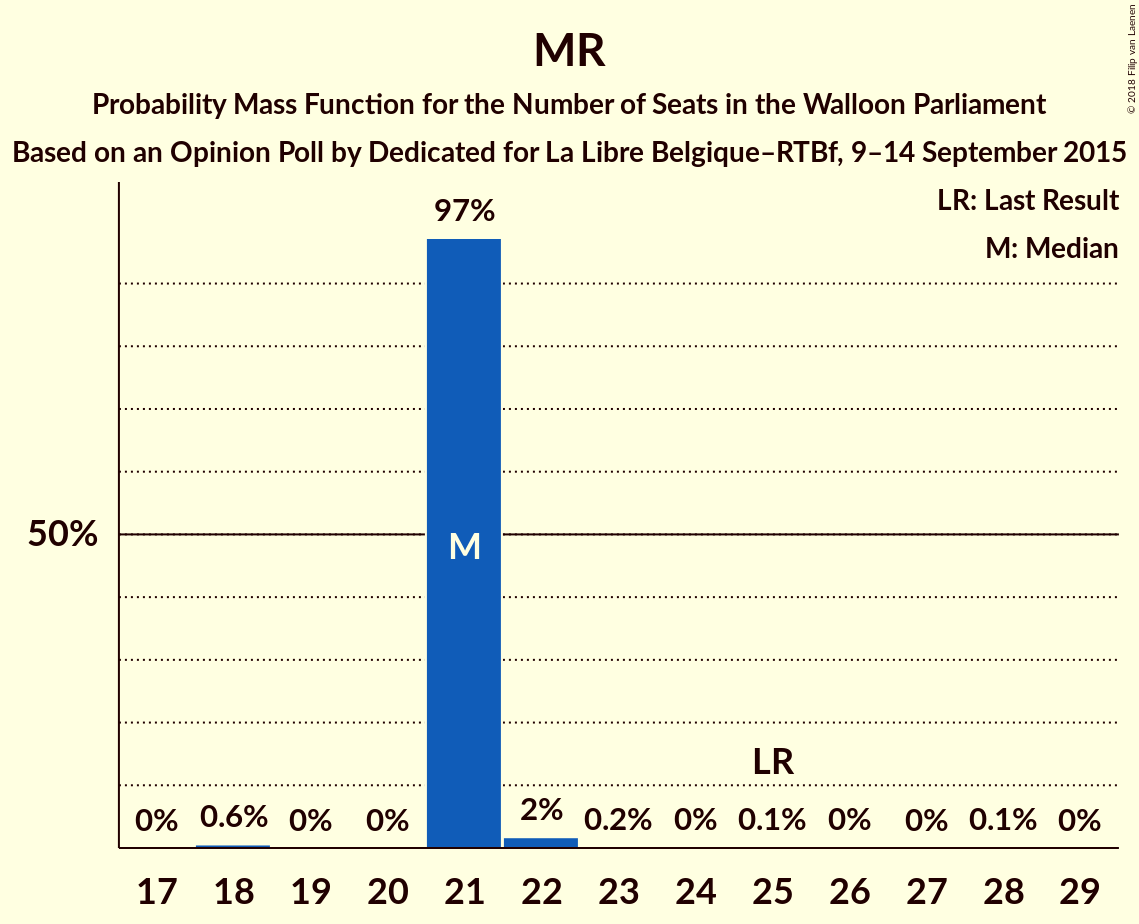 MR
Probability Mass Function for the Number of Seats in the Walloon Parliament
Based on an Opinion Poll by Dedicated for La Libre Belgique–RTBf, 9–14 September 2015
© 2018 Filip van Laenen
LR: Last Result
M: Median
97%
50%
M
LR
0% 0.6% 0% 0% 2% 0.2% 0% 0.1% 0% 0% 0.1% 0%
17 18 19 20 21 22 23 24 25 26 27 28 29